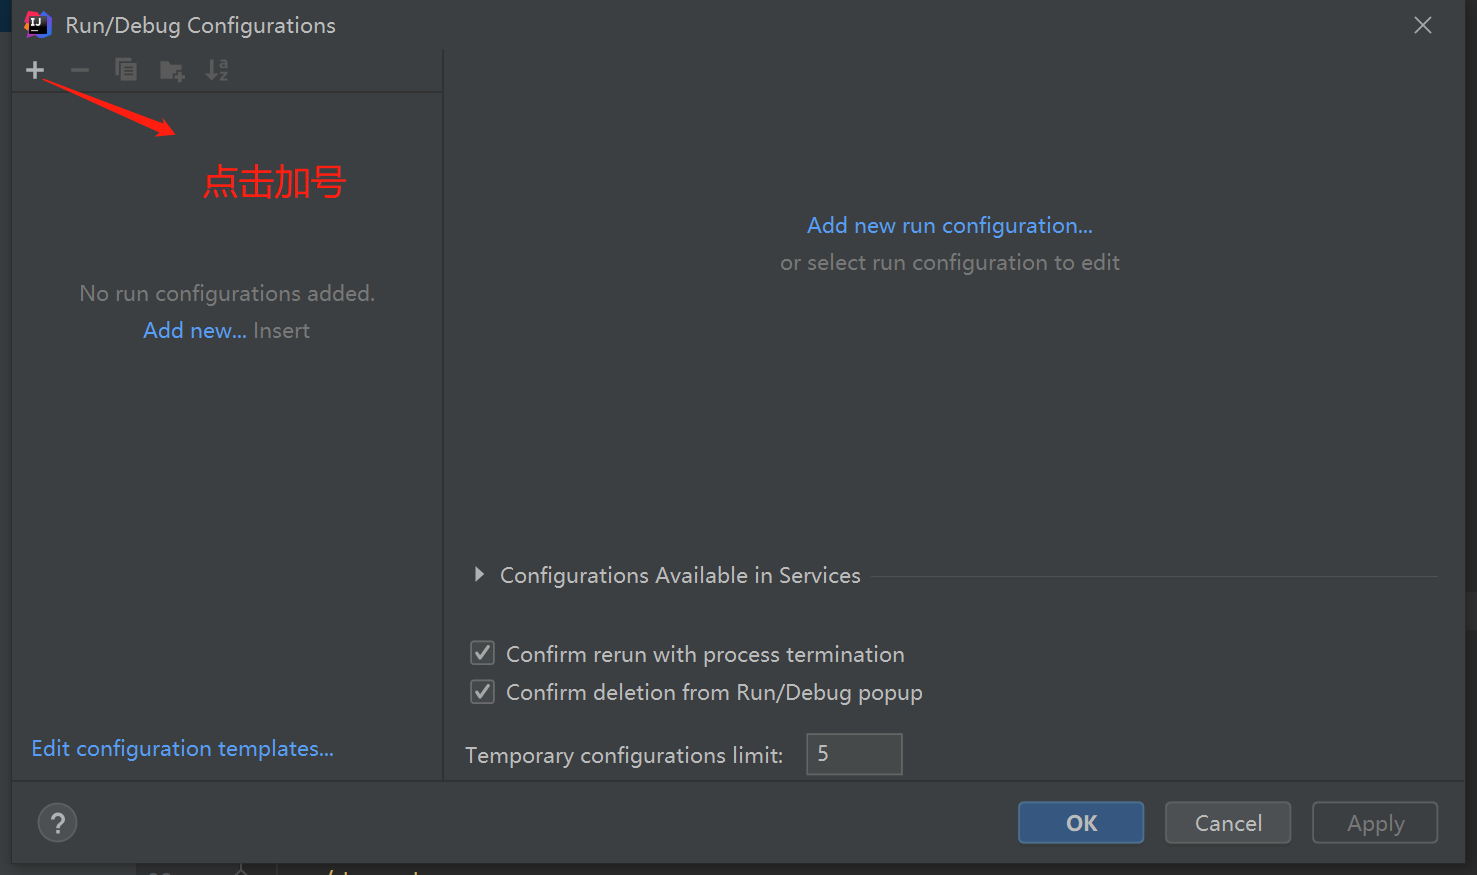 Run/Debug Configurations
点击加号
No run configurations added.
Add new... Insert
Edit configuration templates...
Add new run configuration...
or select run configuration to edit
Configurations Available in Services
Confirm rerun with process termination
Confirm deletion from Run/Debug popup
Temporary configurations limit: 5
?
OK
Cancel
Apply